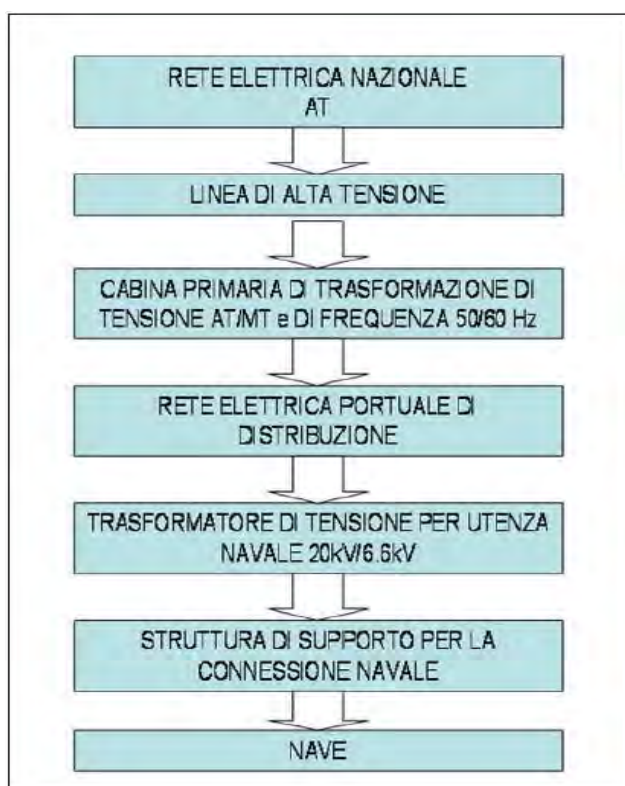 RETE ELETTRICA NAZIONALE
AT
LINEA DI ALTA TENSIONE
CABINA PRIMARIA DI TRASFORMAZIONE DI
TENSIONE AT/MT e DI FREQUENZA 50/60 Hz
RETE ELETTRICA PORTUALE DI
DISTRIBUZIONE
TRASFORMATORE DI TENSIONE PER UTENZA
NAVALE 20kV/6.6kV
STRUTTURA DI SUPPORTO PER LA
CONNESSIONE NAVALE
NAVE